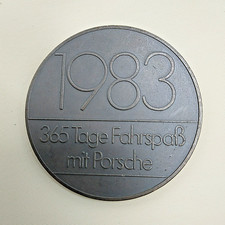 1983
365 Tage Fahrspaß
mit Porsche